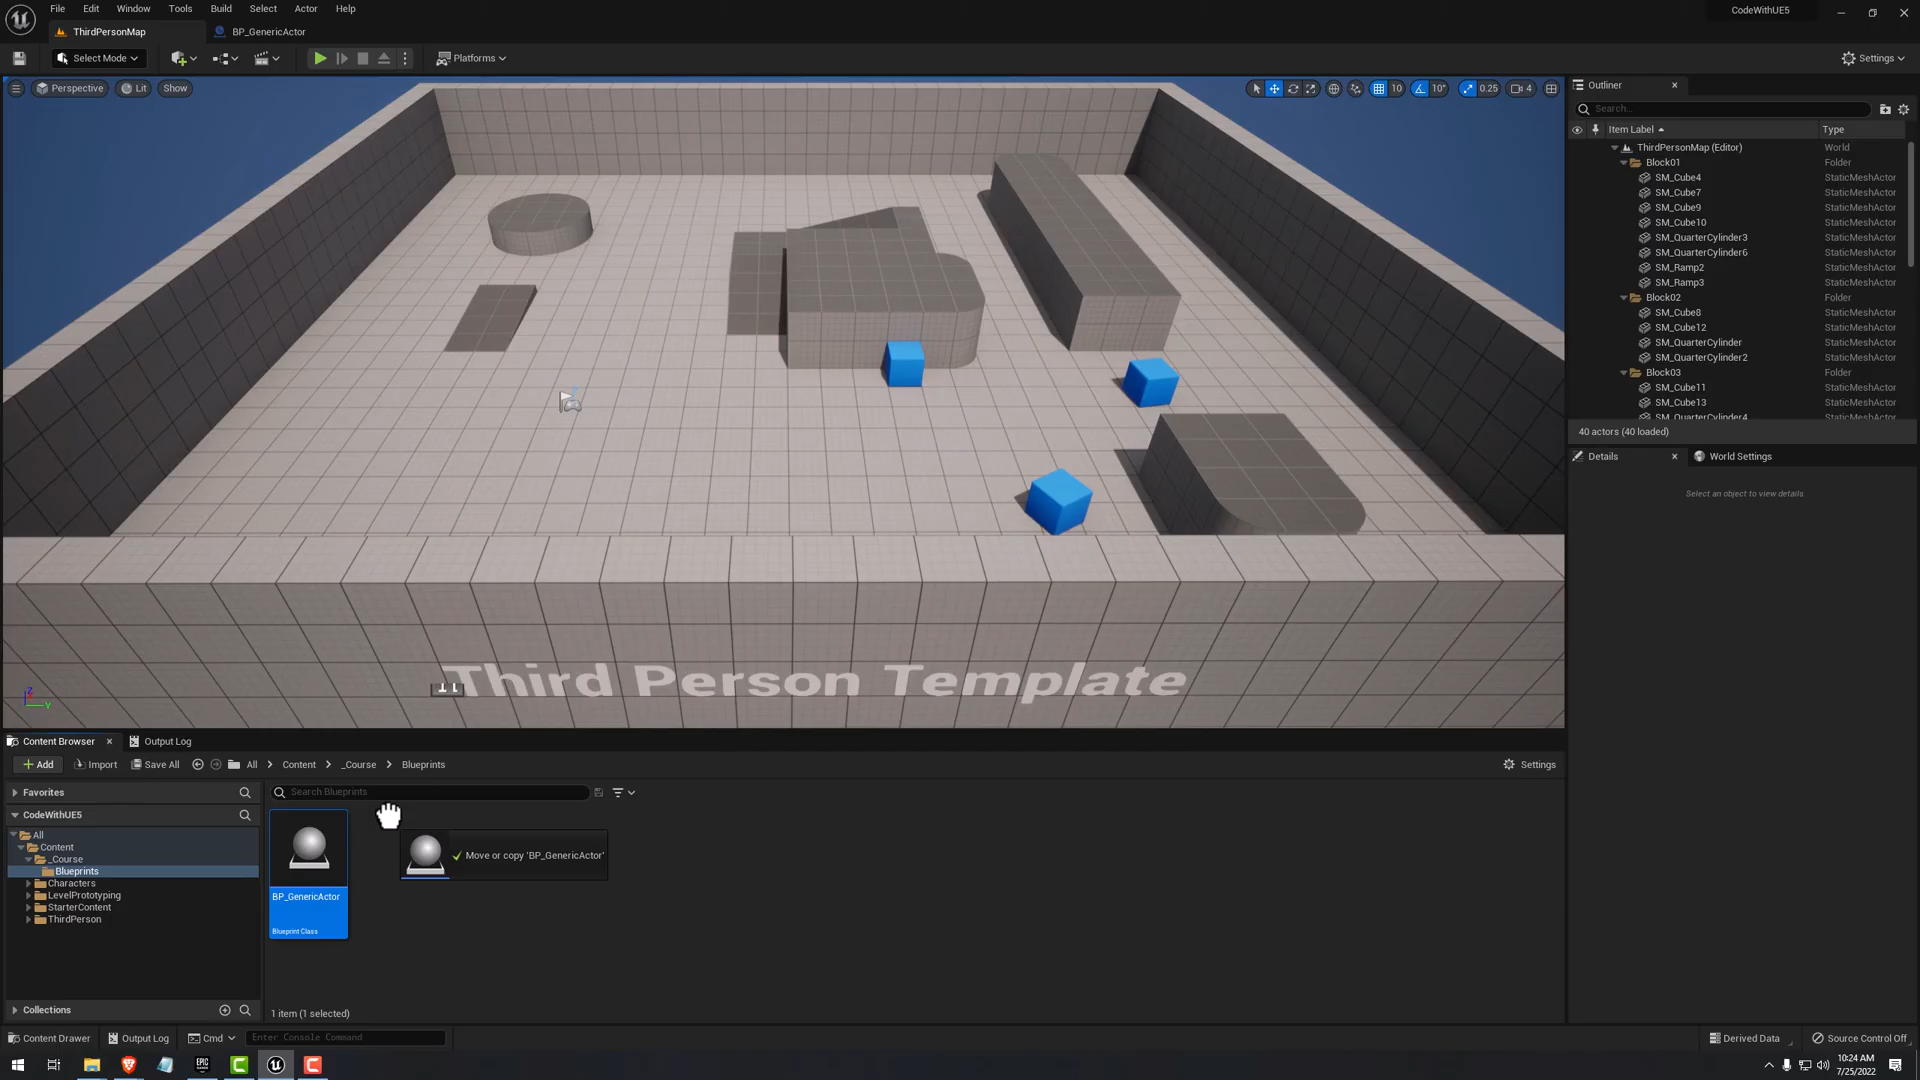 File Edit Window Tools Build Select Actor Help
CodeWithUE5
ThirdPersonMap
BP_GenericActor
Select Mode
Platforms
Settings
Perspective Lit Show
10 10° 0.25 4
Third Person Template
Z
Y
Outliner
Search...
Item Label Type
ThirdPersonMap (Editor) World
Block01 Folder
SM_Cube4 StaticMeshActor
SM_Cube7 StaticMeshActor
SM_Cube9 StaticMeshActor
SM_Cube10 StaticMeshActor
SM_QuarterCylinder3 StaticMeshActor
SM_QuarterCylinder6 StaticMeshActor
SM_Ramp2 StaticMeshActor
SM_Ramp3 StaticMeshActor
Block02 Folder
SM_Cube8 StaticMeshActor
SM_Cube12 StaticMeshActor
SM_QuarterCylinder StaticMeshActor
SM_QuarterCylinder2 StaticMeshActor
Block03 Folder
SM_Cube11 StaticMeshActor
SM_Cube13 StaticMeshActor
SM_QuarterCylinder4 StaticMeshActor
40 actors (40 loaded)
Details World Settings
Select an object to view details
Content Browser Output Log
Add Import Save All All Content _Course Blueprints Settings
Favorites
CodeWithUE5
All
Content
_Course
Blueprints
Characters
LevelPrototyping
StarterContent
ThirdPerson
Collections
Search Blueprints
BP_GenericActor
Blueprint Class
Move or copy 'BP_GenericActor'
1 item (1 selected)
Content Drawer Output Log Cmd Enter Console Command
Derived Data Source Control Off
EPIC GAMES
10:24 AM
7/25/2022